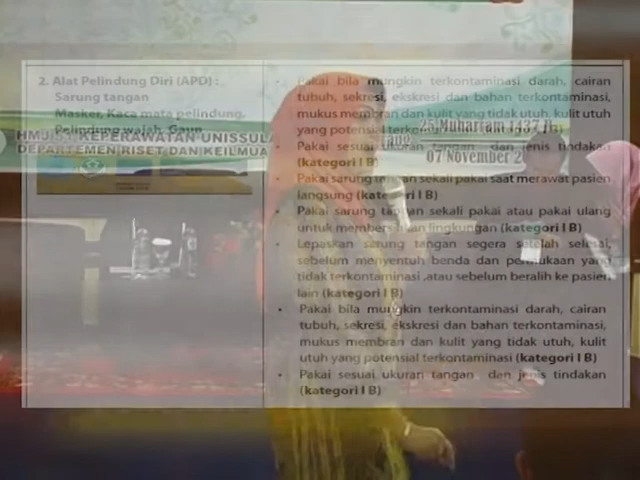 2. Alat Pelindung Diri (APD) :
Sarung tangan
Masker, Kaca mata pelindung,
Pelindung wajah, Gaun
HMJ S1 KEPERAWATAN UNISSULA
DEPARTEMEN RISET DAN KEILMUA
25 Muharram 1437 H
07 November 2
• Pakai bila mungkin terkontaminasi darah, cairan
tubuh, sekresi, ekskresi dan bahan terkontaminasi,
mukus membran dan kulit yang tidak utuh, kulit utuh
yang potensial
• Pakai sesuai ukuran tangan dan jenis tindakan
(kategori I B)
• Pakai sarung tangan sekali pakai saat merawat pasien
langsung (kategori I B)
• Pakai sarung tangan sekali pakai atau pakai ulang
untuk membersihkan lingkungan (kategori I B)
• Lepaskan sarung tangan segera setelah selesai,
sebelum menyentuh benda dan permukaan yang
tidak terkontaminasi ,atau sebelum beralih ke pasien
lain (kategori I B)
• Pakai bila mungkin terkontaminasi darah, cairan
tubuh, sekresi, ekskresi dan bahan terkontaminasi,
mukus membran dan kulit yang tidak utuh, kulit
utuh yang potensial terkontaminasi (kategori I B)
• Pakai sesuai ukuran tangan dan jenis tindakan
(kategori I B)